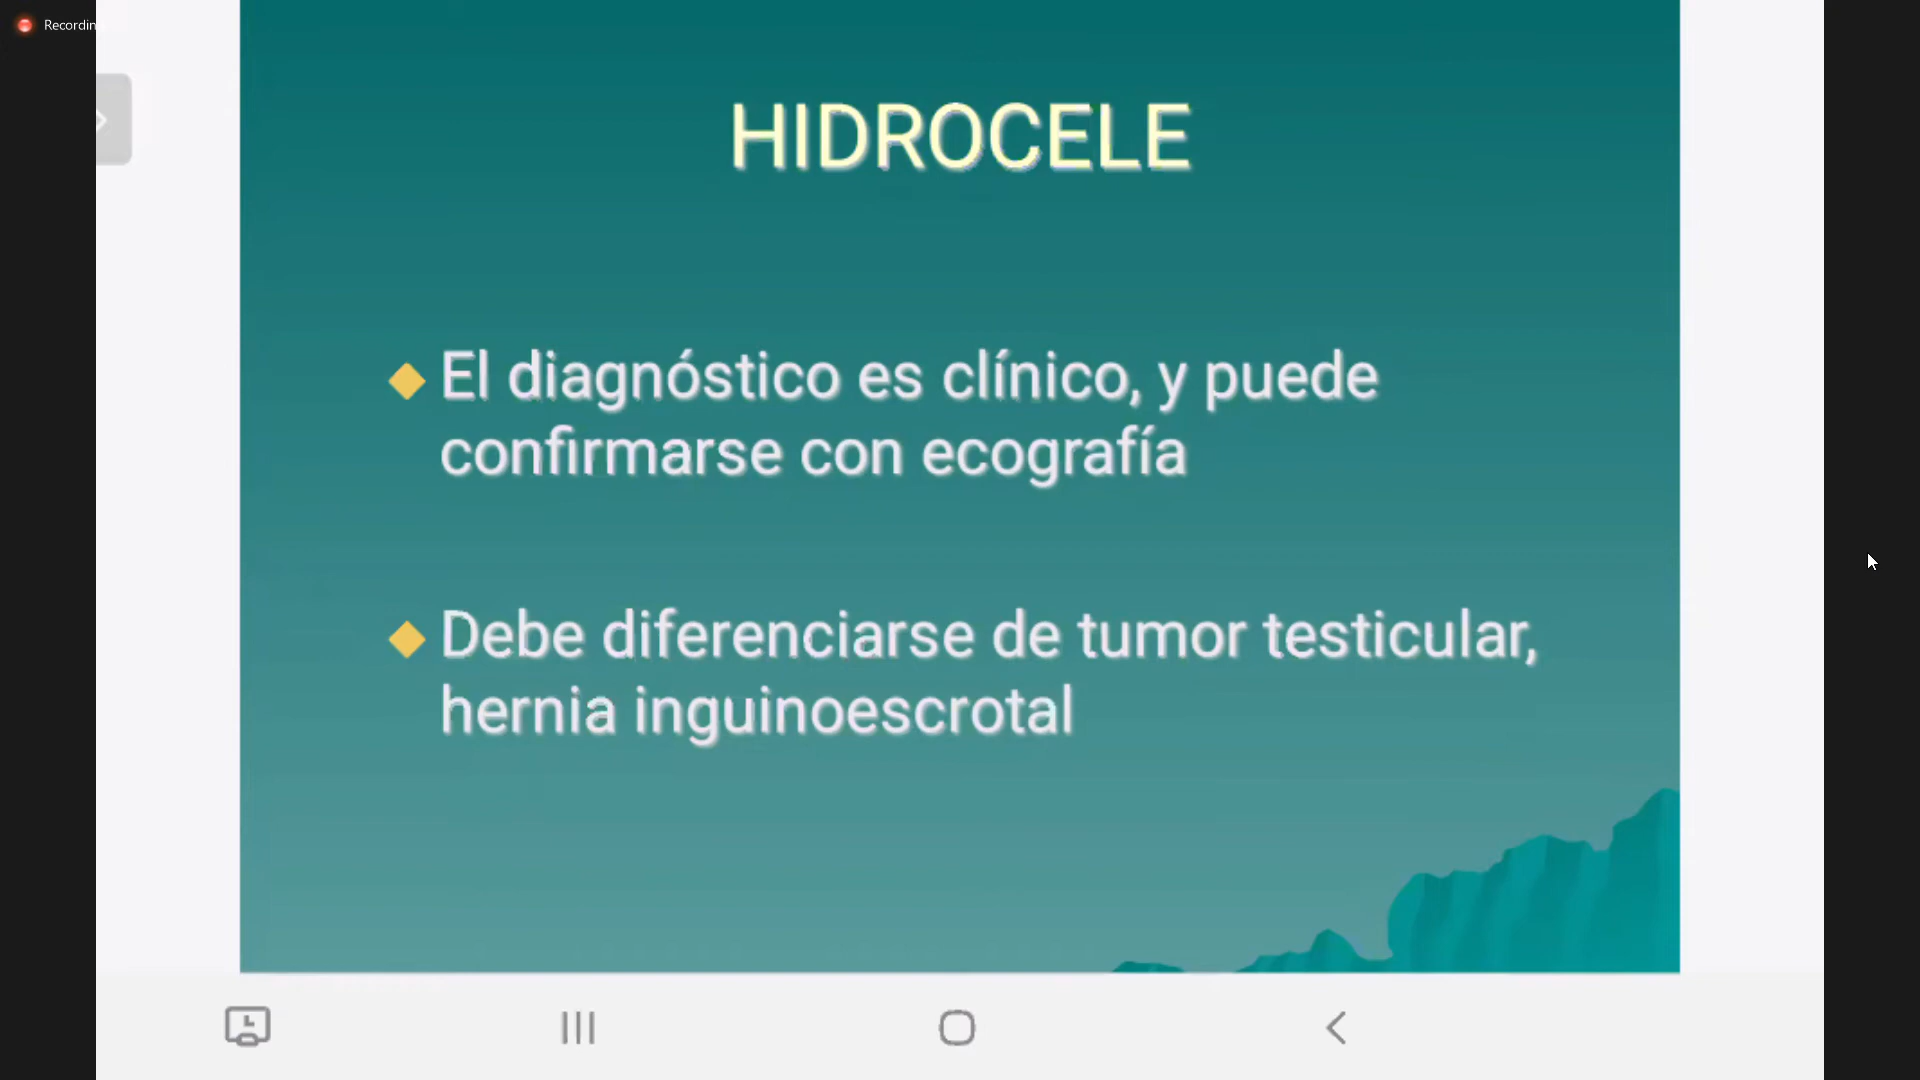 Recordin
HIDROCELE
El diagnóstico es clínico, y puede
confirmarse con ecografía
Debe diferenciarse de tumor testicular,
hernia inguinoescrotal